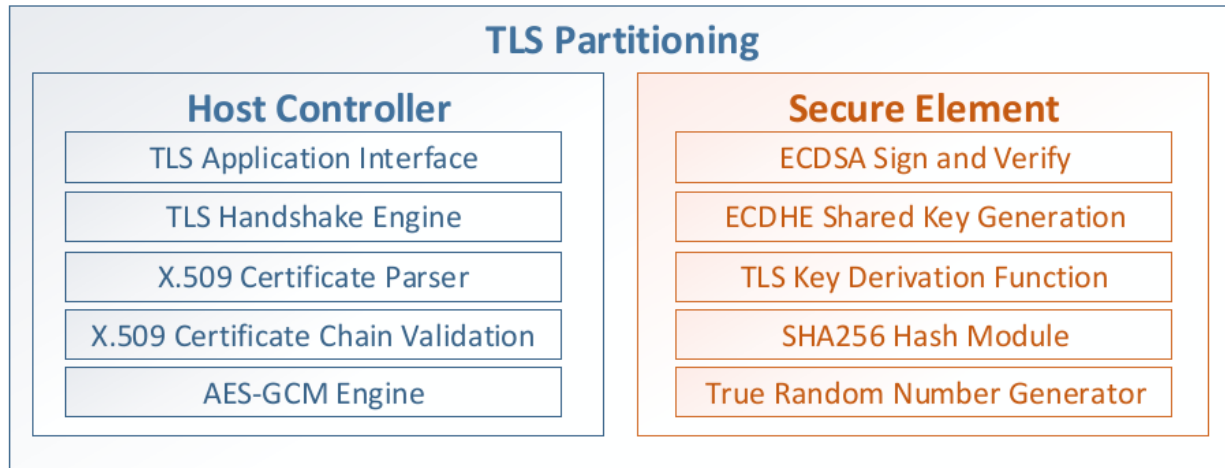 TLS Partitioning
Host Controller
TLS Application Interface
TLS Handshake Engine
X.509 Certificate Parser
X.509 Certificate Chain Validation
AES-GCM Engine
Secure Element
ECDSA Sign and Verify
ECDHE Shared Key Generation
TLS Key Derivation Function
SHA256 Hash Module
True Random Number Generator